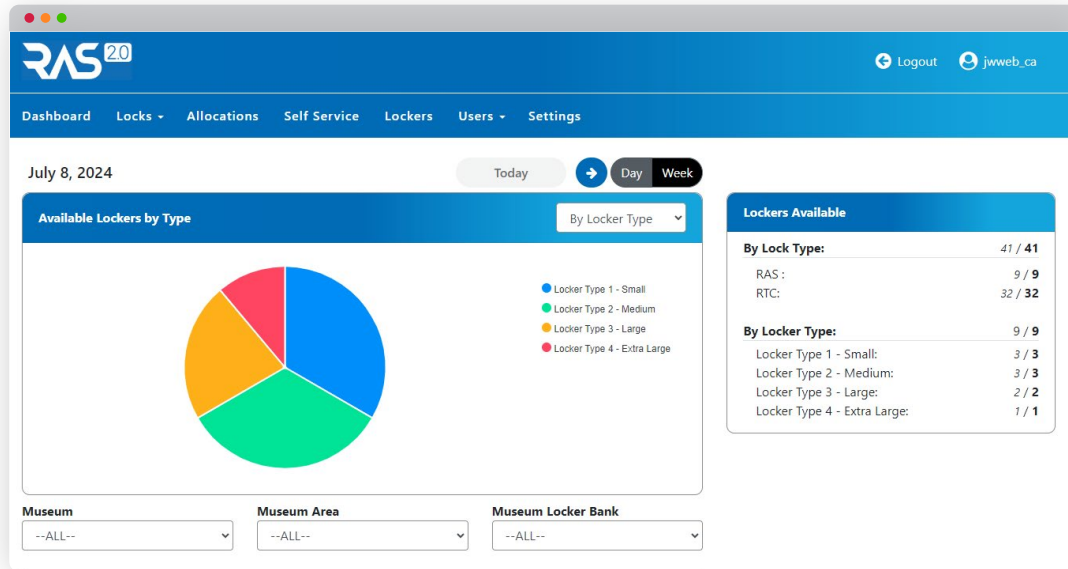 RAS 2.0
Logout jwweb_ca
Dashboard Locks Allocations Self Service Lockers Users Settings
July 8, 2024
Today
Day Week
Available Lockers by Type
By Locker Type
Locker Type 1 - Small
Locker Type 2 - Medium
Locker Type 3 - Large
Locker Type 4 - Extra Large
Lockers Available
By Lock Type: 41 / 41
RAS : 9 / 9
RTC: 32 / 32
By Locker Type: 9 / 9
Locker Type 1 - Small: 3 / 3
Locker Type 2 - Medium: 3 / 3
Locker Type 3 - Large: 2 / 2
Locker Type 4 - Extra Large: 1 / 1
Museum Museum Area Museum Locker Bank
--ALL-- --ALL-- --ALL--